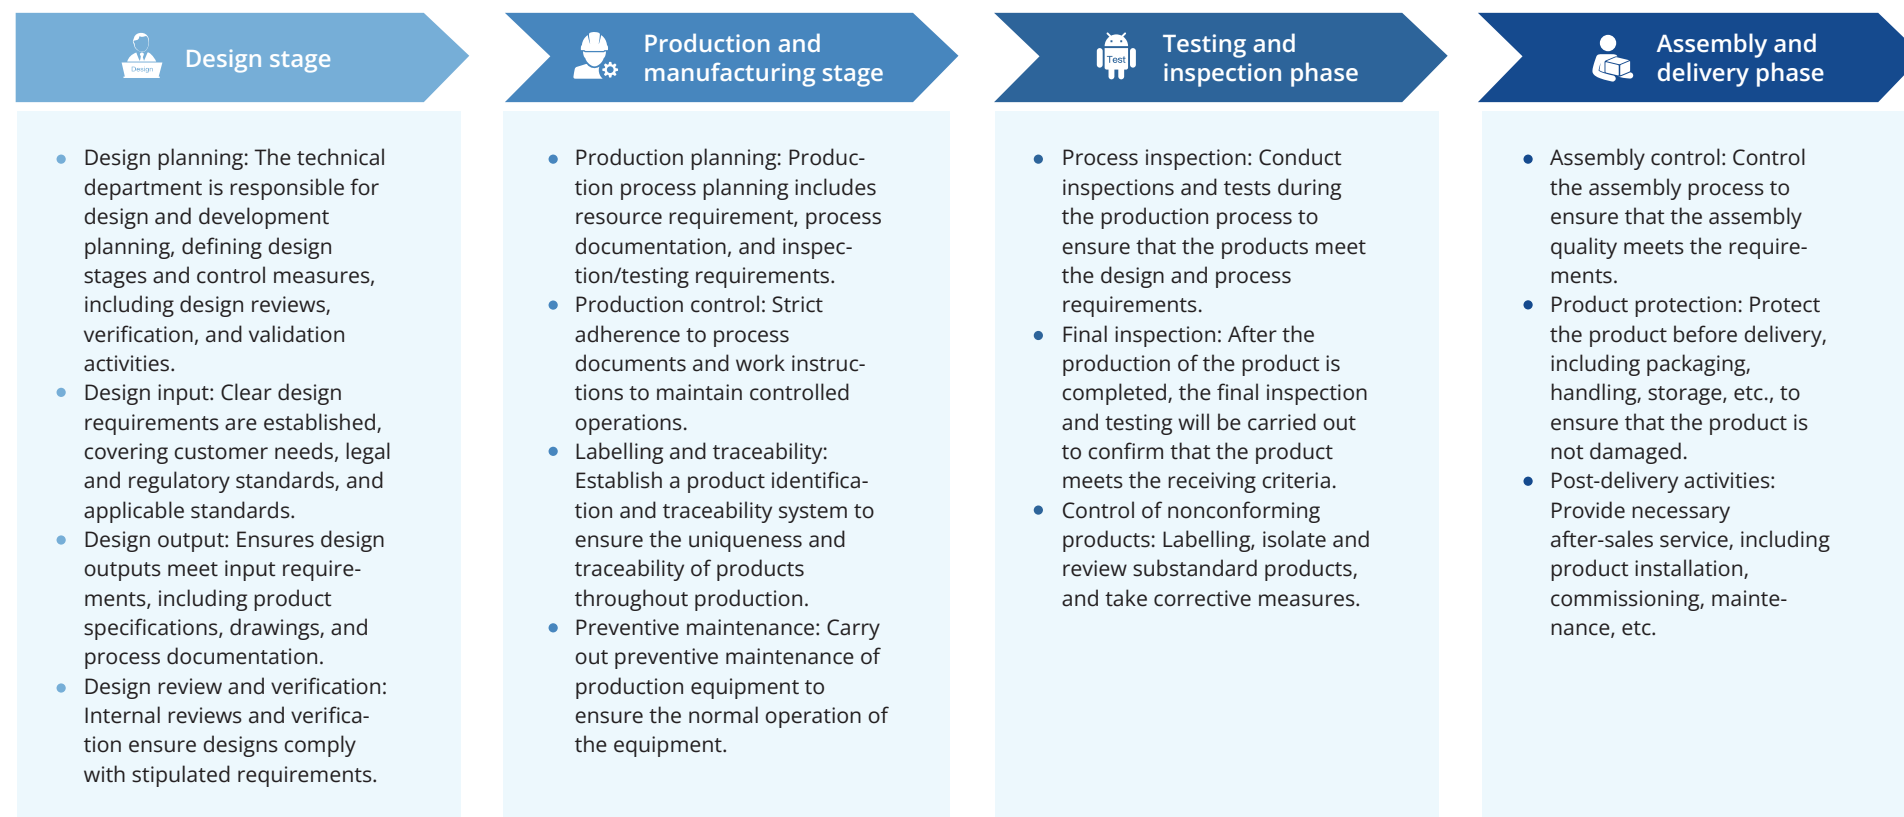 Design
Design stage
Design planning: The technical
department is responsible for
design and development
planning, defining design
stages and control measures,
including design reviews,
verification, and validation
activities.
Design input: Clear design
requirements are established,
covering customer needs, legal
and regulatory standards, and
applicable standards.
Design output: Ensures design
outputs meet input require-
ments, including product
specifications, drawings, and
process documentation.
Design review and verification:
Internal reviews and verifica-
tion ensure designs comply
with stipulated requirements.
Production and
manufacturing stage
Production planning: Produc-
tion process planning includes
resource requirement, process
documentation, and inspec-
tion/testing requirements.
Production control: Strict
adherence to process
documents and work instruc-
tions to maintain controlled
operations.
Labelling and traceability:
Establish a product identifica-
tion and traceability system to
ensure the uniqueness and
traceability of products
throughout production.
Preventive maintenance: Carry
out preventive maintenance of
production equipment to
ensure the normal operation of
the equipment.
Test
Testing and
inspection phase
Process inspection: Conduct
inspections and tests during
the production process to
ensure that the products meet
the design and process
requirements.
Final inspection: After the
production of the product is
completed, the final inspection
and testing will be carried out
to confirm that the product
meets the receiving criteria.
Control of nonconforming
products: Labelling, isolate and
review substandard products,
and take corrective measures.
Assembly and
delivery phase
Assembly control: Control
the assembly process to
ensure that the assembly
quality meets the require-
ments.
Product protection: Protect
the product before delivery,
including packaging,
handling, storage, etc., to
ensure that the product is
not damaged.
Post-delivery activities:
Provide necessary
after-sales service, including
product installation,
commissioning, mainte-
nance, etc.